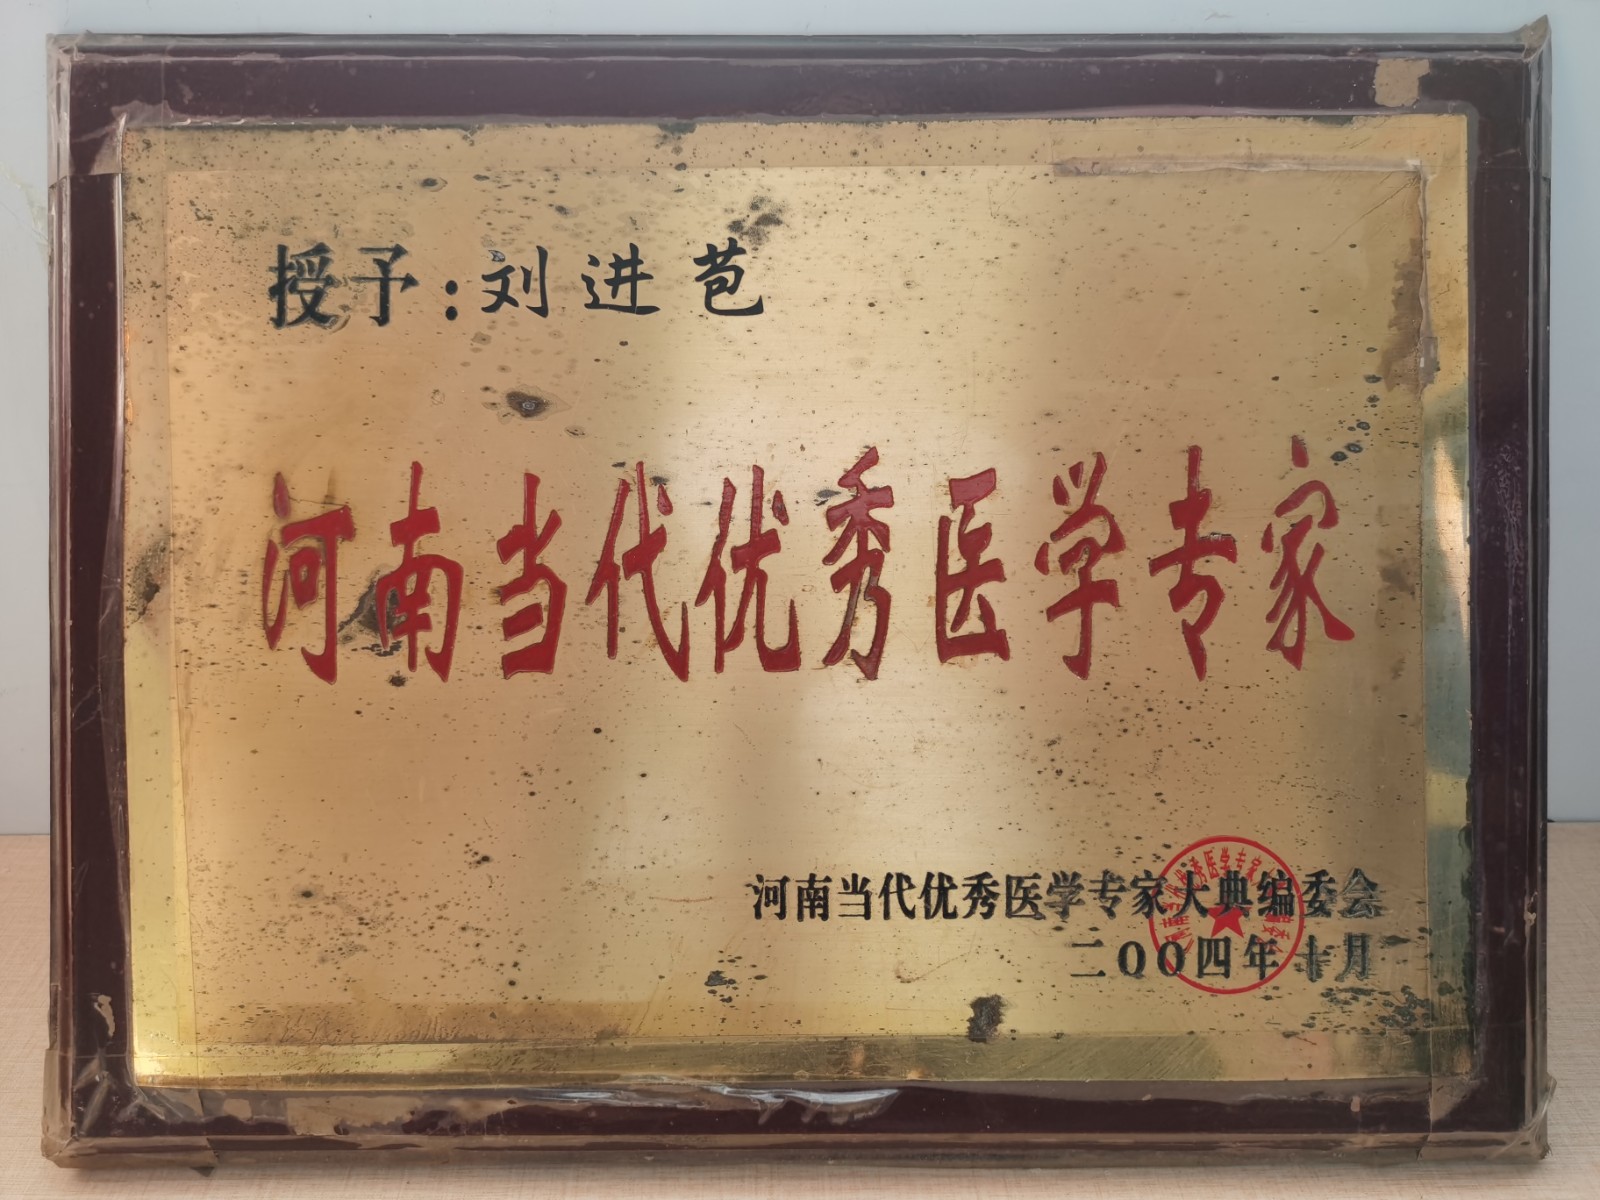 授予:刘进苞
河南当代优秀医学专家
河南当代优秀医学专家大典编委会
二〇〇四年十月